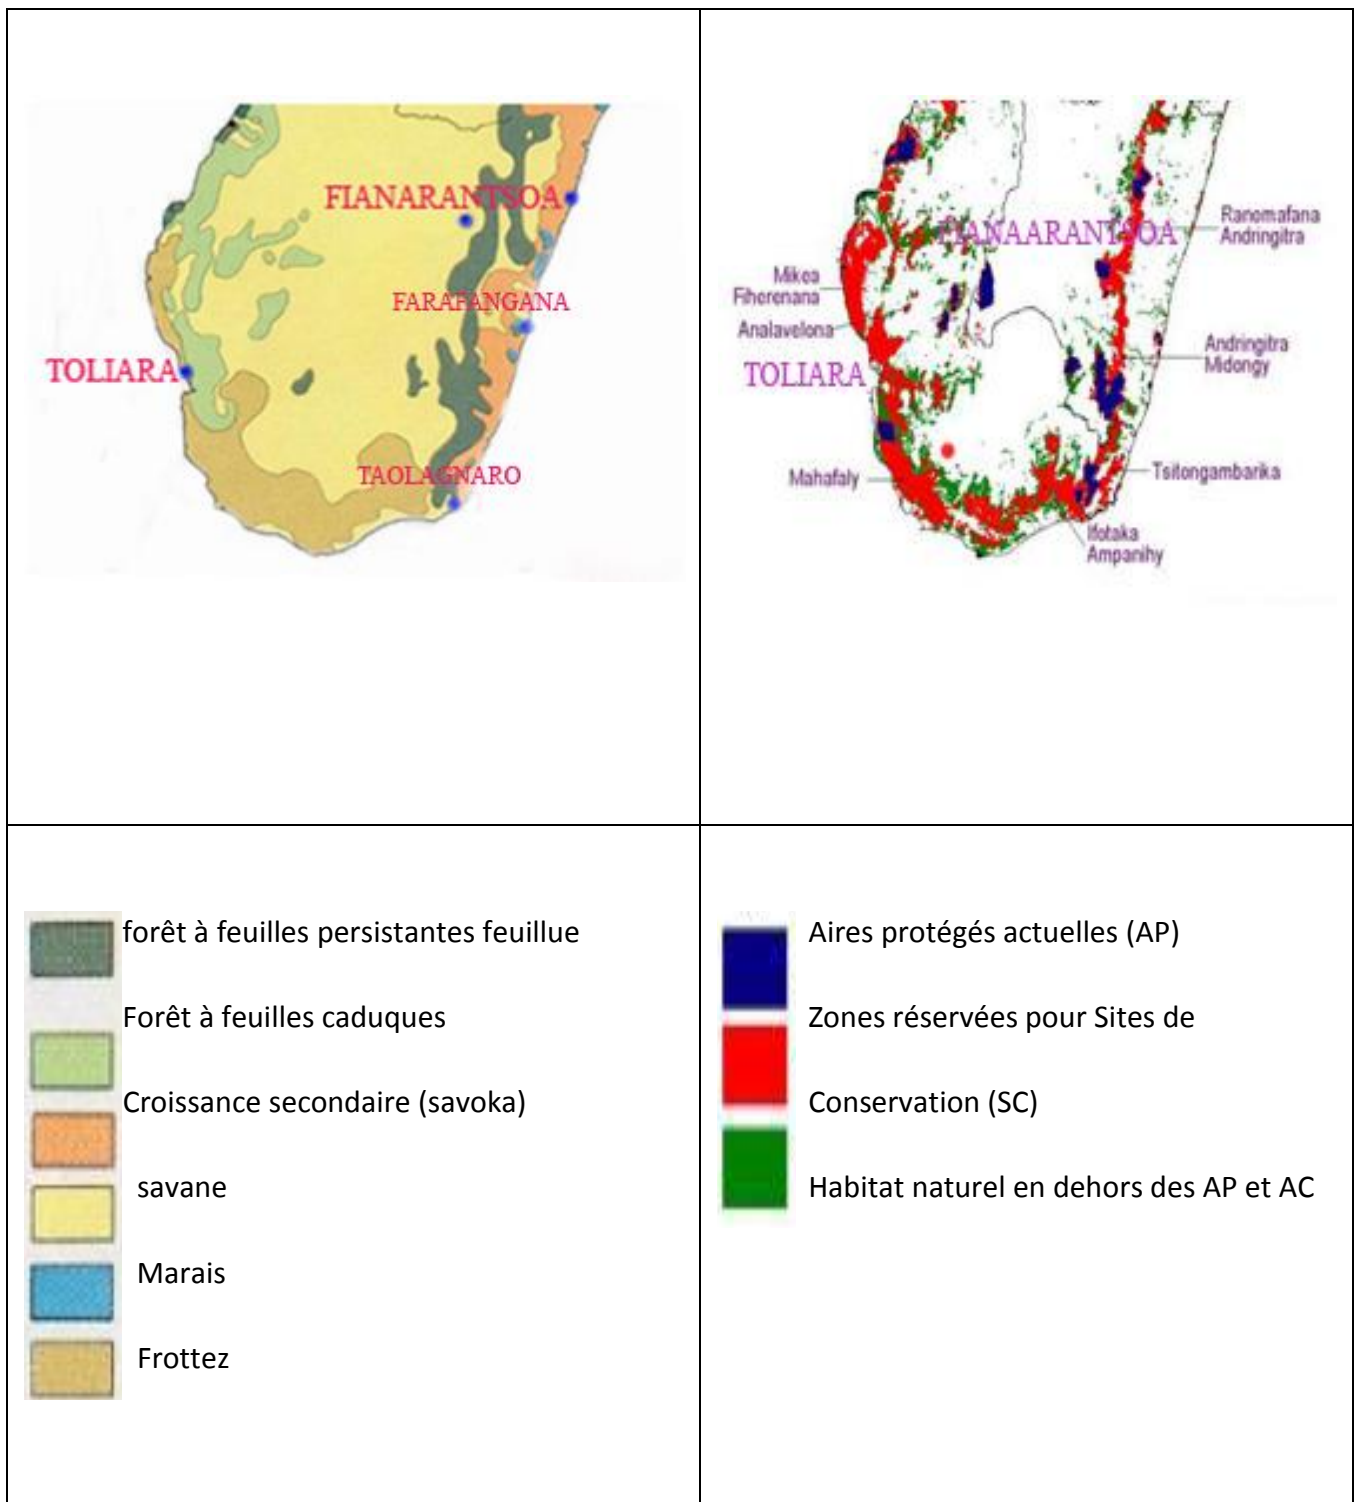 FIANARANTSOA
FARAFANGANA
TOLIARA
TAOLAGNARO
FIANAARANTSOA
Ranomafana
Andringitra
Mikea
Fiherenana
Analavelona
TOLIARA
Andringitra
Midongy
Mahafaly
Tsitongambarika
Ifotaka
Ampanihy
forêt à feuilles persistantes feuillue
Forêt à feuilles caduques
Croissance secondaire (savoka)
savane
Marais
Frottez
Aires protégés actuelles (AP)
Zones réservées pour Sites de
Conservation (SC)
Habitat naturel en dehors des AP et AC